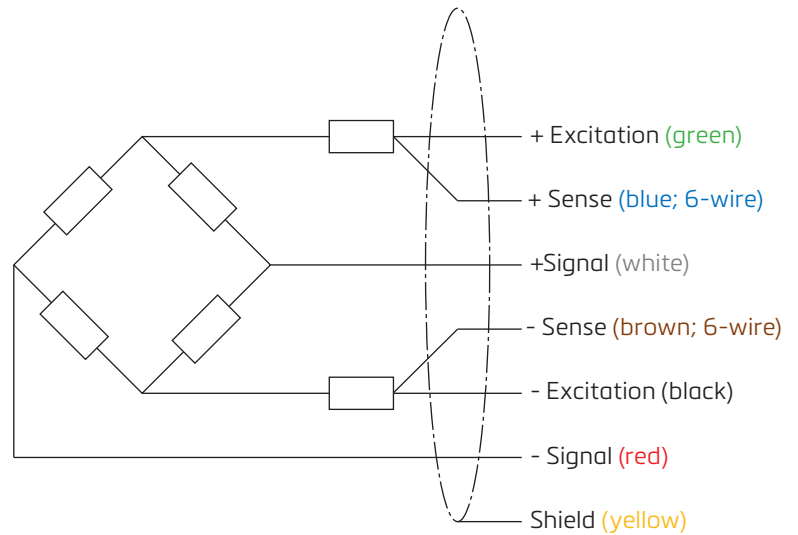 + Excitation (green)
+ Sense (blue; 6-wire)
+Signal (white)
- Sense (brown; 6-wire)
- Excitation (black)
- Signal (red)
Shield (yellow)